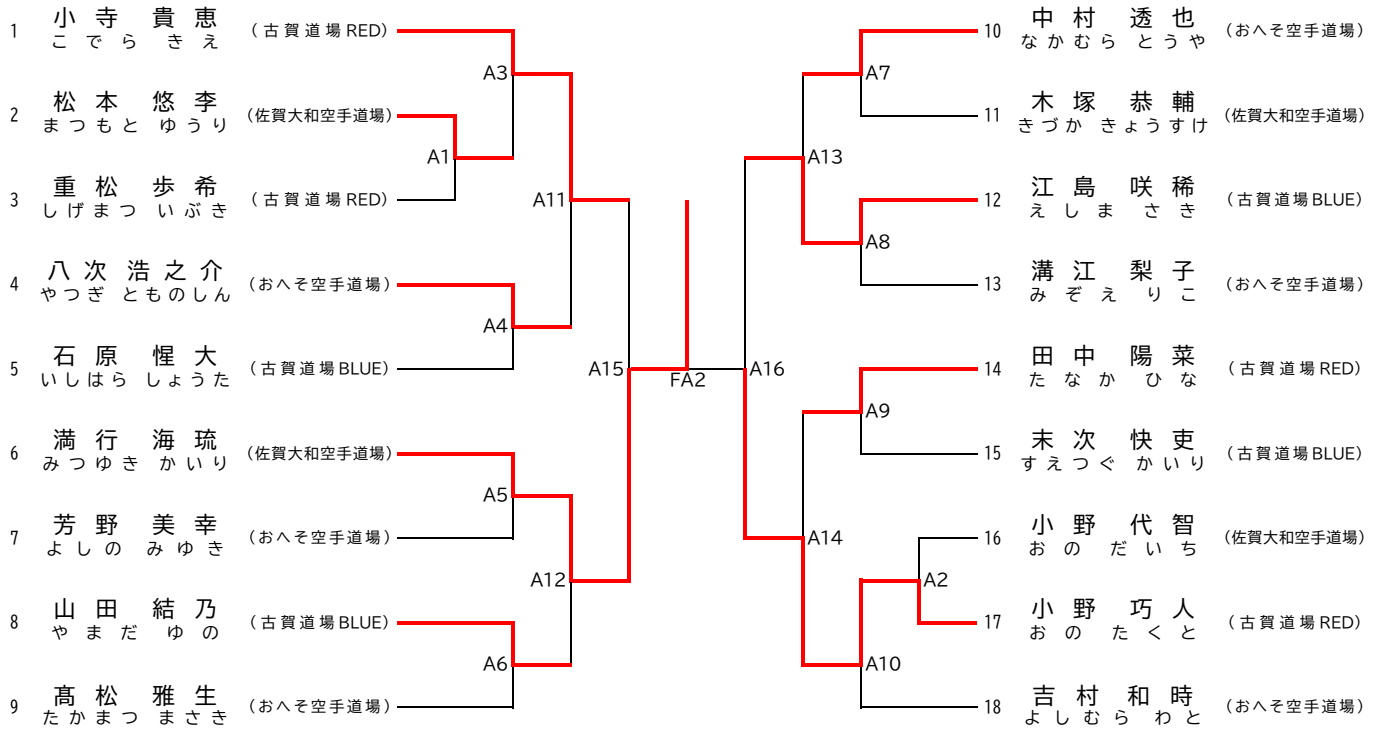 1 小寺 貴恵 (古賀道場RED)
こでら きえ
2 松本 悠李 (佐賀大和空手道場)
まつもと ゆうり
3 重松 歩希 (古賀道場RED)
しげまつ いぶき
4 八次 浩之介 (おへそ空手道場)
やつぎ とものしん
5 石原 惺大 (古賀道場BLUE)
いしはら しょうた
6 満行 海琉 (佐賀大和空手道場)
みつゆき かいり
7 芳野 美幸 (おへそ空手道場)
よしの みゆき
8 山田 結乃 (古賀道場BLUE)
やまだ ゆの
9 髙松 雅生 (おへそ空手道場)
たかまつ まさき
A3
A1
A11
A4
A15
A5
A12
A6
FA2
A7
A13
A8
A16
A9
A14
A2
A10
10 中村 透也 (おへそ空手道場)
なかむら とうや
11 木塚 恭輔 (佐賀大和空手道場)
きづか きょうすけ
12 江島 咲稀 (古賀道場BLUE)
えしま さき
13 溝江 梨子 (おへそ空手道場)
みぞえ りこ
14 田中 陽菜 (古賀道場RED)
たなか ひな
15 末次 快吏 (古賀道場BLUE)
すえつぐ かいり
16 小野 代智 (佐賀大和空手道場)
おの だいち
17 小野 巧人 (古賀道場RED)
おの たくと
18 吉村 和時 (おへそ空手道場)
よしむら わと